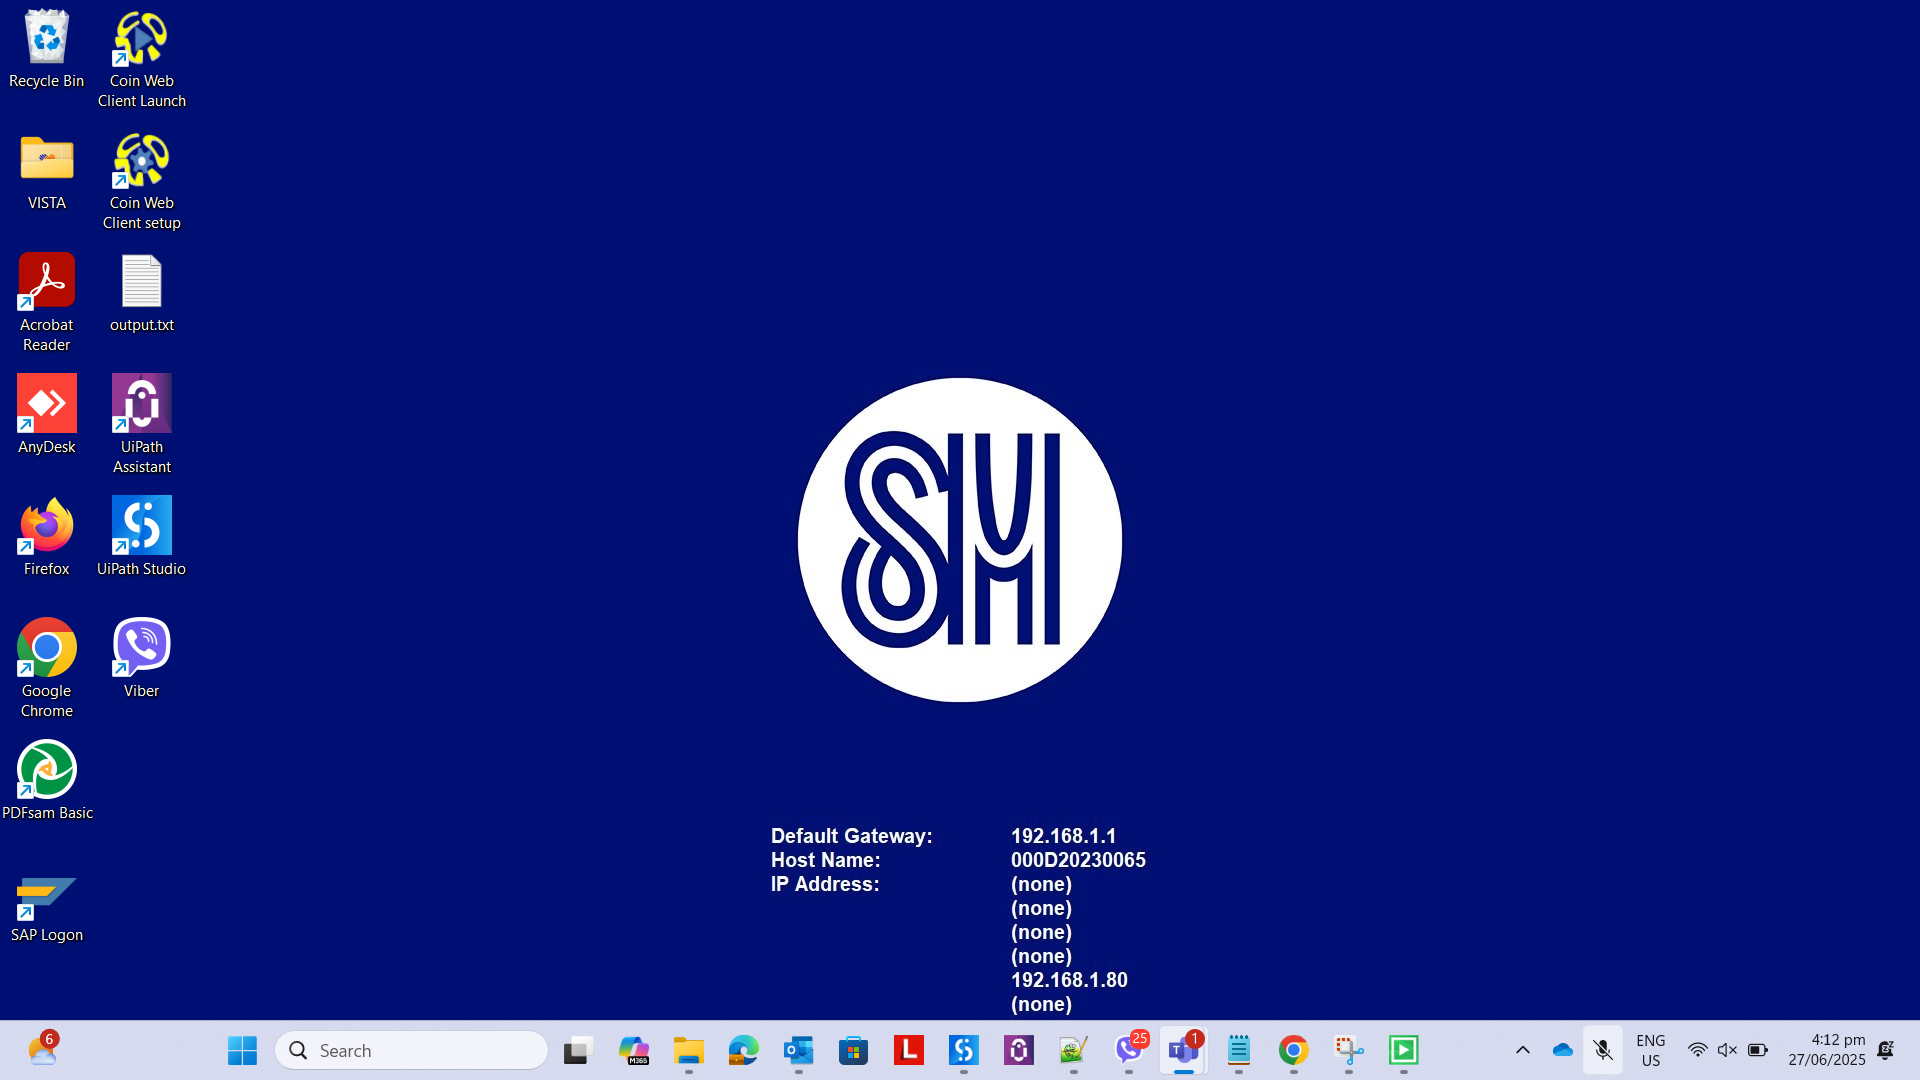 Recycle Bin
Coin Web
Client Launch
VISTA
Coin Web
Client setup
Acrobat
Reader
output.txt
AnyDesk
UiPath
Assistant
Firefox
UiPath Studio
Google
Chrome
Viber
PDFsam Basic
SAP Logon
SM
Default Gateway: 192.168.1.1
Host Name: 000D20230065
IP Address: (none)
(none)
(none)
(none)
192.168.1.80
(none)
6
Search
M365
L
25
1
ENG
US
4:12 pm
27/06/2025